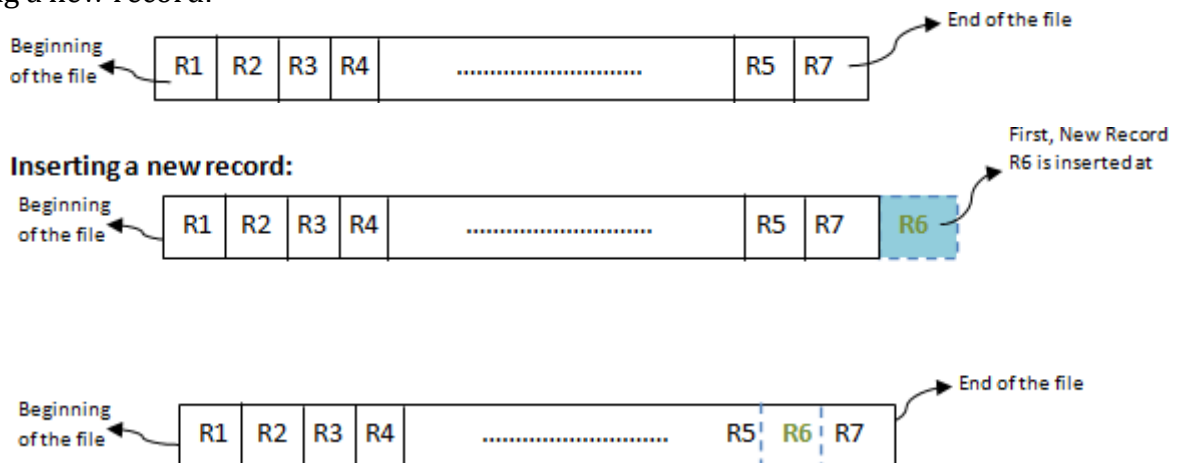 g a new record:
End of the file
Beginning
of the file
R1 R2 R3 R4 ............................ R5 R7
First, New Record
R6 is inserted at
Inserting a new record:
Beginning
of the file
R1 R2 R3 R4 ............................ R5 R7 R6
End of the file
Beginning
of the file
R1 R2 R3 R4 ............................ R5 R6 R7